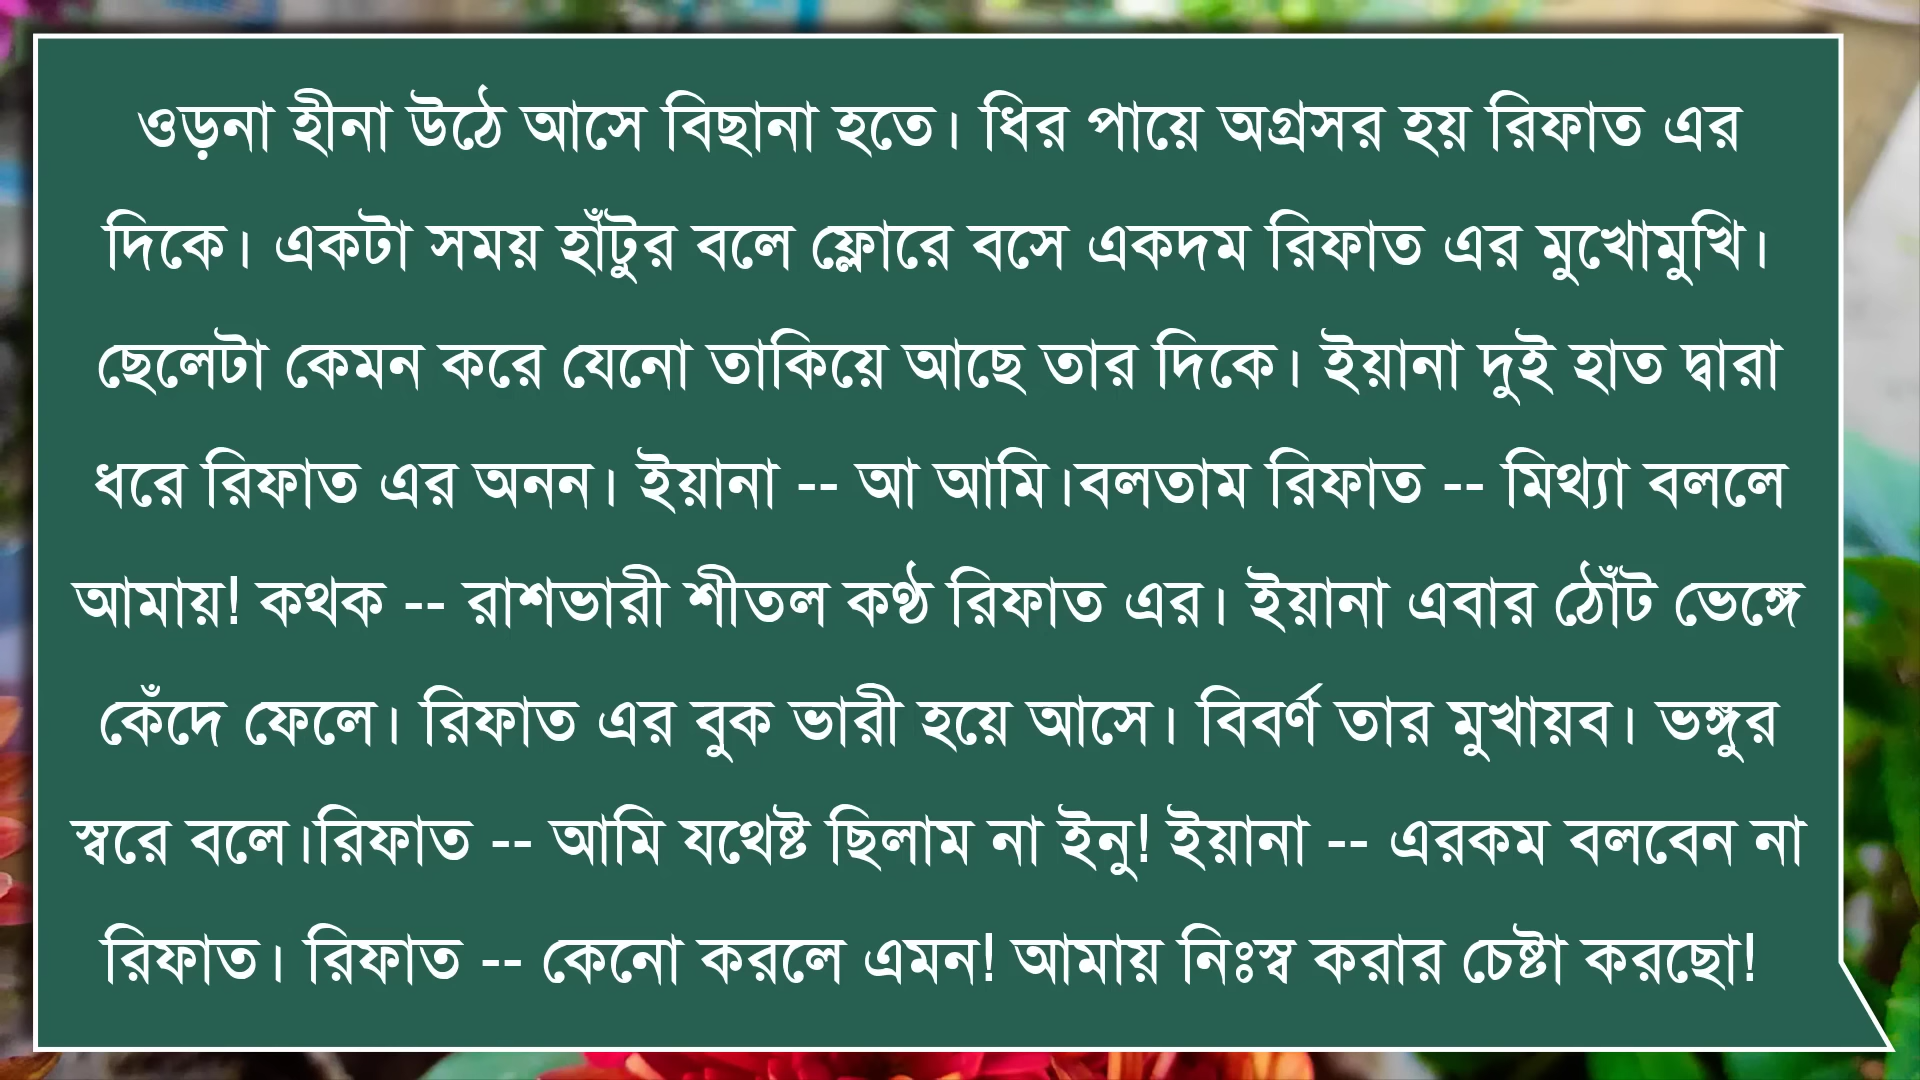 ওড়না হীনা উঠে আসে বিছানা হতে। ধির পায়ে অগ্রসর হয় রিফাত এর
দিকে। একটা সময় হাঁটুর বলে ফ্লোরে বসে একদম রিফাত এর মুখোমুখি।
ছেলেটা কেমন করে যেনো তাকিয়ে আছে তার দিকে। ইয়ানা দুই হাত দ্বারা
ধরে রিফাত এর অনন। ইয়ানা -- আ আমি।বলতাম রিফাত -- মিথ্যা বললে
আমায়! কথক -- রাশভারী শীতল কণ্ঠ রিফাত এর। ইয়ানা এবার ঠোঁট ভেঙ্গে
কেঁদে ফেলে। রিফাত এর বুক ভারী হয়ে আসে। বিবর্ণ তার মুখায়ব। ভঙ্গুর
স্বরে বলে।রিফাত -- আমি যথেষ্ট ছিলাম না ইনু! ইয়ানা -- এরকম বলবেন না
রিফাত। রিফাত -- কেনো করলে এমন! আমায় নিঃস্ব করার চেষ্টা করছো!